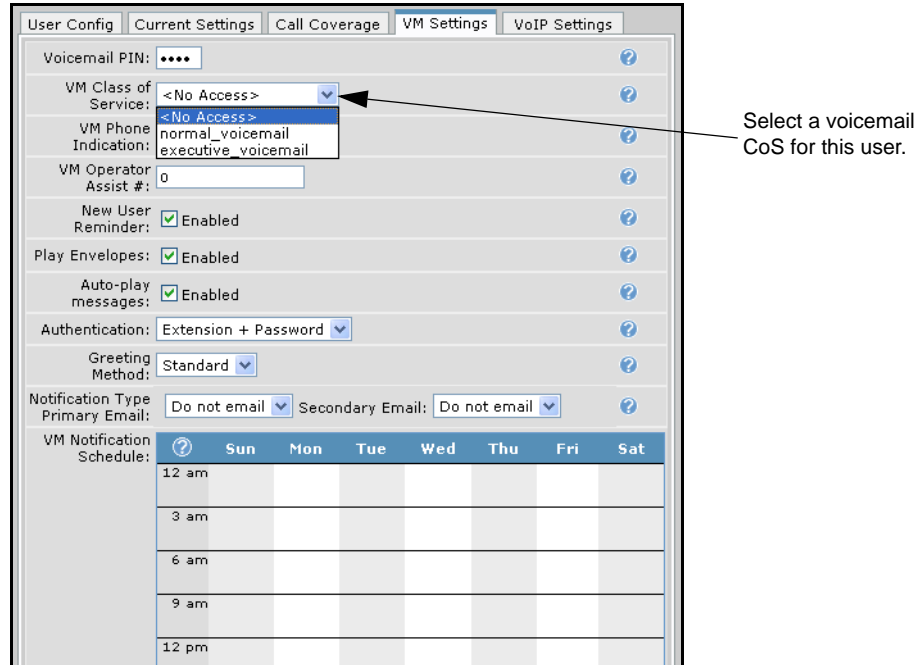 User Config Current Settings Call Coverage VM Settings VoIP Settings
Voicemail PIN: ••••
VM Class of
Service:
<No Access>
<No Access>
normal_voicemail
executive_voicemail
Select a voicemail
CoS for this user.
VM Phone
Indication:
VM Operator
Assist #:
0
New User
Reminder:
Enabled
Play Envelopes: Enabled
Auto-play
messages:
Enabled
Authentication: Extension + Password
Greeting
Method:
Standard
Notification Type
Primary Email:
Do not email Secondary Email: Do not email
VM Notification
Schedule:
? Sun Mon Tue Wed Thu Fri Sat
12 am
3 am
6 am
9 am
12 pm